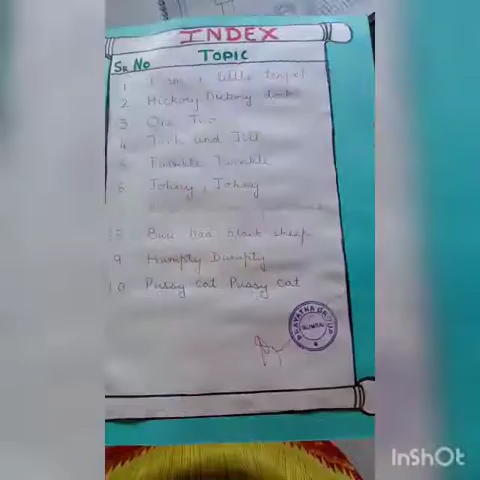 INDEX
Sr No TOPIC
1 I am a little teapot
2 Hickory Dickory dock
3 One Two
4 Jack and Jill
5 Twinkle Twinkle
6 Johny, Johny
Baa baa black sheep
9 Humpty Dumpty
10 Pussy cat Pussy cat
GROUP
InShOt